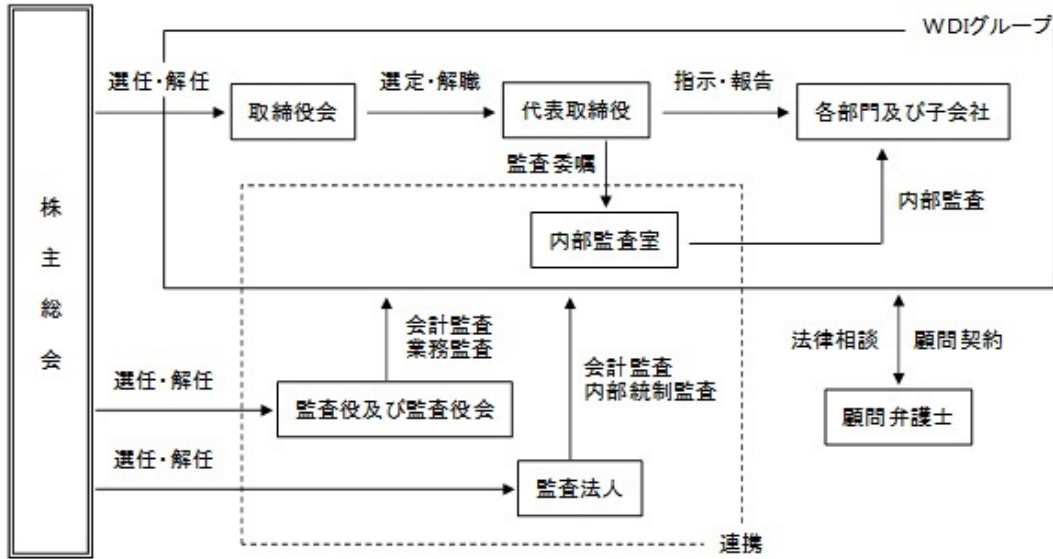 WDIグループ
選任・解任
選定・解職
指示・報告
取締役会
代表取締役
各部門及び子会社
監査委嘱
株主総会
内部監査
内部監査室
会計監査
業務監査
会計監査
内部統制監査
法律相談
顧問契約
選任・解任
監査役及び監査役会
顧問弁護士
選任・解任
監査法人
連携